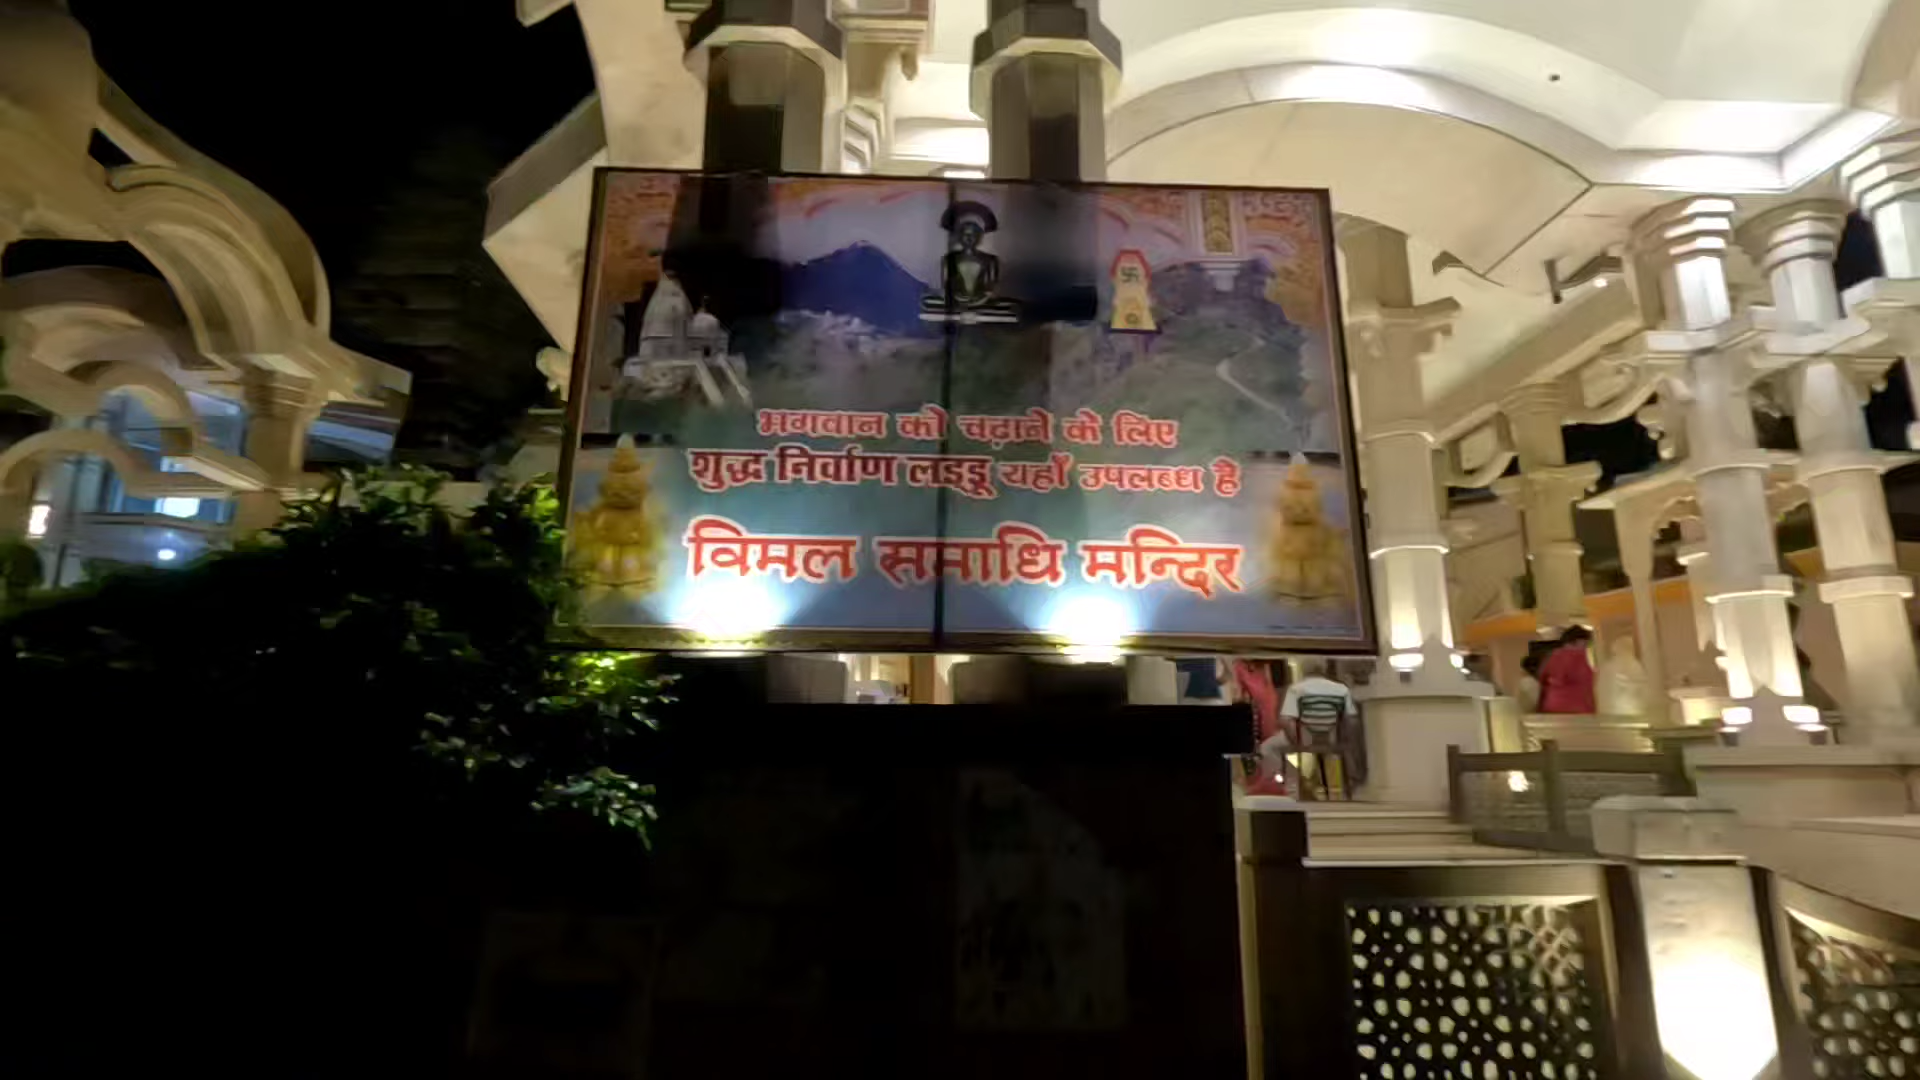 भगवान को चढ़ाने के लिए
शुद्ध निर्वाण लड्डू यहाँ उपलब्ध है
विमल समाधि मन्दिर